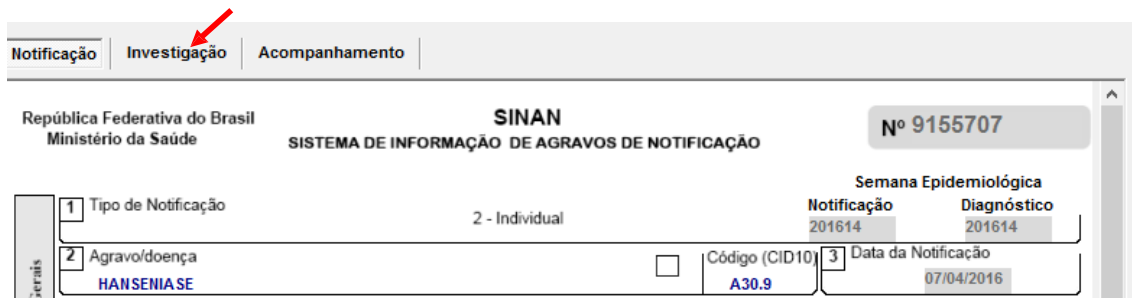 Notificação Investigação Acompanhamento
República Federativa do Brasil
Ministério da Saúde
SINAN
SISTEMA DE INFORMAÇÃO DE AGRAVOS DE NOTIFICAÇÃO
Nº 9155707
Semana Epidemiológica
Notificação Diagnóstico
201614 201614
1 Tipo de Notificação
2 - Individual
2 Agravo/doença
HANSENIASE
Código (CID10)
A30.9
3 Data da Notificação
07/04/2016